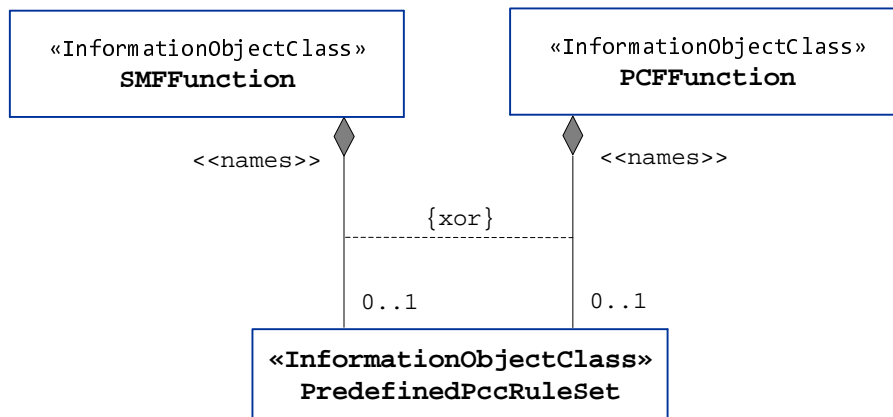 «InformationObjectClass»
SMFFunction
«InformationObjectClass»
PCFFunction
<<names>>
<<names>>
{xor}
0..1
0..1
«InformationObjectClass»
PredefinedPccRuleSet